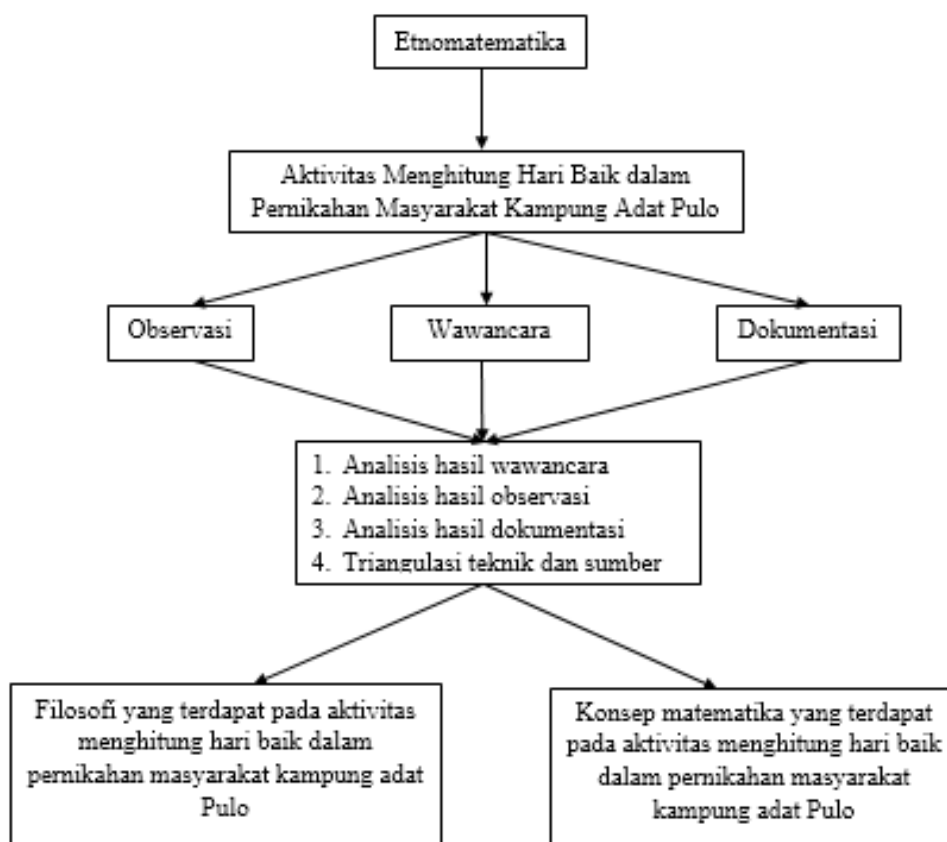 Etnomatematika
Aktivitas Menghitung Hari Baik dalam
Pernikahan Masyarakat Kampung Adat Pulo
Observasi
Wawancara
Dokumentasi
1. Analisis hasil wawancara
2. Analisis hasil observasi
3. Analisis hasil dokumentasi
4. Triangulasi teknik dan sumber
Filosofi yang terdapat pada aktivitas
menghitung hari baik dalam
pernikahan masyarakat kampung adat
Pulo
Konsep matematika yang terdapat
pada aktivitas menghitung hari baik
dalam pernikahan masyarakat
kampung adat Pulo